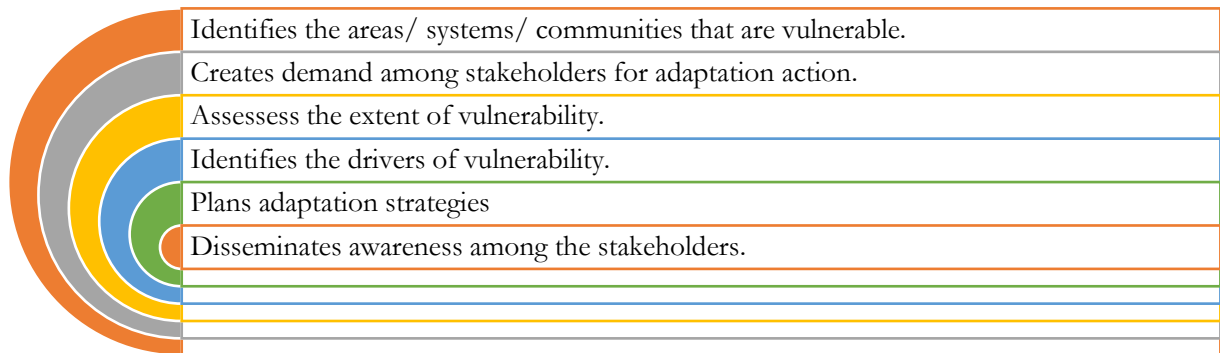 Identifies the areas/ systems/ communities that are vulnerable.
Creates demand among stakeholders for adaptation action.
Assessess the extent of vulnerability.
Identifies the drivers of vulnerability.
Plans adaptation strategies
Disseminates awareness among the stakeholders.